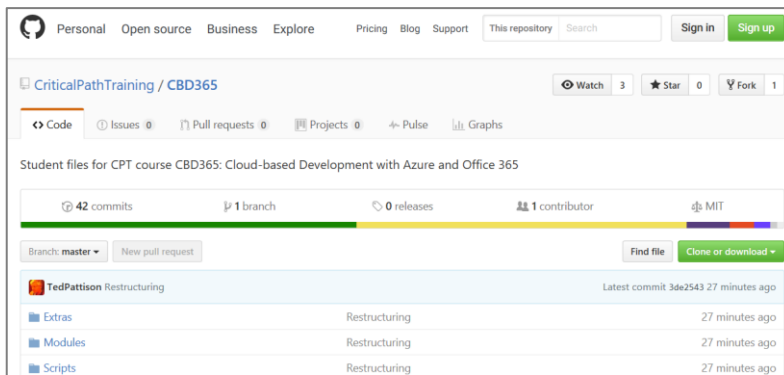 Personal Open source Business Explore Pricing Blog Support This repository Search Sign in Sign up
CriticalPathTraining / CBD365 Watch 3 Star 0 Fork 1
Code Issues 0 Pull requests 0 Projects 0 Pulse Graphs
Student files for CPT course CBD365: Cloud-based Development with Azure and Office 365
42 commits 1 branch 0 releases 1 contributor MIT
Branch: master New pull request Find file Clone or download
TedPattison Restructuring Latest commit 3de2543 27 minutes ago
Extras Restructuring 27 minutes ago
Modules Restructuring 27 minutes ago
Scripts Restructuring 27 minutes ago